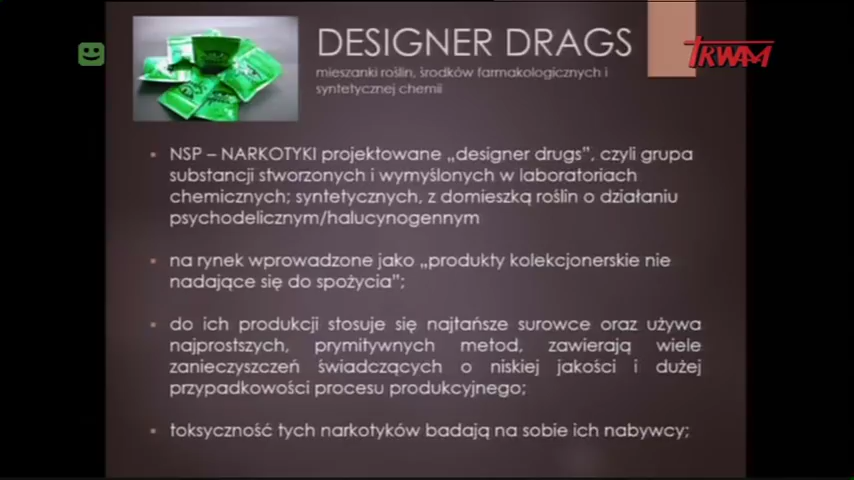 DESIGNER DRAGS
mieszanki roślin, środków farmakologicznych i
syntetycznej chemii
TRWAM
NSP – NARKOTYKI projektowane „designer drugs”, czyli grupa
substancji stworzonych i wymyślonych w laboratoriach
chemicznych; syntetycznych, z domieszką roślin o działaniu
psychodelicznym/halucynogennym
na rynek wprowadzone jako „produkty kolekcjonerskie nie
nadające się do spożycia”;
do ich produkcji stosuje się najtańsze surowce oraz używa
najprostszych, prymitywnych metod, zawierają wiele
zanieczyszczeń świadczących o niskiej jakości i dużej
przypadkowości procesu produkcyjnego;
toksyczność tych narkotyków badają na sobie ich nabywcy;